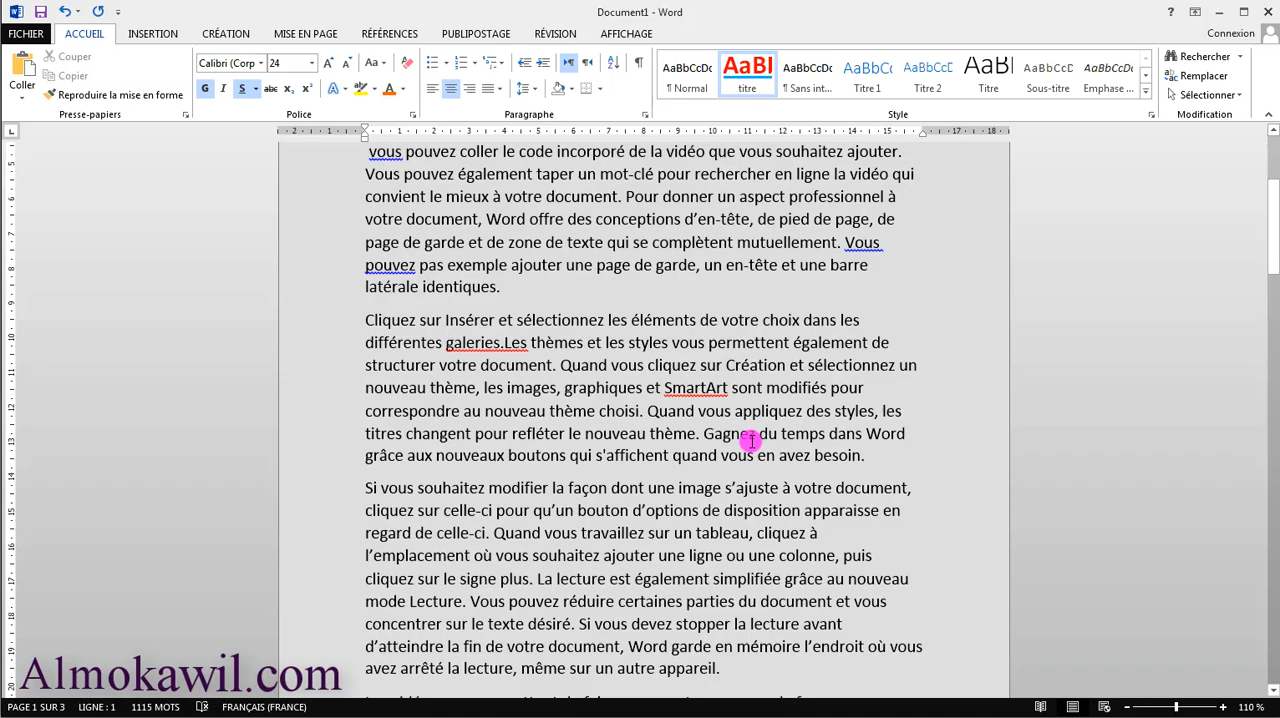 Document1 - Word
Connexion
FICHIER ACCUEIL INSERTION CRÉATION MISE EN PAGE RÉFÉRENCES PUBLIPOSTAGE RÉVISION AFFICHAGE
Couper
Copier
Reproduire la mise en forme
Coller
Presse-papiers
Calibri (Corp 24
G I S abc x₂ x²
Police
Paragraphe
AaBbCcDc AaBl AaBbCcDc AaBbCc AaBbCcD AaBl AaBbCcD AaBbCcDc
¶ Normal titre ¶ Sans int... Titre 1 Titre 2 Titre Sous-titre Emphase ...
Style
Rechercher
Remplacer
Sélectionner
Modification
vous pouvez coller le code incorporé de la vidéo que vous souhaitez ajouter.
Vous pouvez également taper un mot-clé pour rechercher en ligne la vidéo qui
convient le mieux à votre document. Pour donner un aspect professionnel à
votre document, Word offre des conceptions d’en-tête, de pied de page, de
page de garde et de zone de texte qui se complètent mutuellement. Vous
pouvez pas exemple ajouter une page de garde, un en-tête et une barre
latérale identiques.
Cliquez sur Insérer et sélectionnez les éléments de votre choix dans les
différentes galeries.Les thèmes et les styles vous permettent également de
structurer votre document. Quand vous cliquez sur Création et sélectionnez un
nouveau thème, les images, graphiques et SmartArt sont modifiés pour
correspondre au nouveau thème choisi. Quand vous appliquez des styles, les
titres changent pour refléter le nouveau thème. Gagnez du temps dans Word
grâce aux nouveaux boutons qui s'affichent quand vous en avez besoin.
Si vous souhaitez modifier la façon dont une image s’ajuste à votre document,
cliquez sur celle-ci pour qu’un bouton d’options de disposition apparaisse en
regard de celle-ci. Quand vous travaillez sur un tableau, cliquez à
l’emplacement où vous souhaitez ajouter une ligne ou une colonne, puis
cliquez sur le signe plus. La lecture est également simplifiée grâce au nouveau
mode Lecture. Vous pouvez réduire certaines parties du document et vous
concentrer sur le texte désiré. Si vous devez stopper la lecture avant
d’atteindre la fin de votre document, Word garde en mémoire l’endroit où vous
avez arrêté la lecture, même sur un autre appareil.
Almokawil.com
PAGE 1 SUR 3 LIGNE : 1 1115 MOTS FRANÇAIS (FRANCE) 110 %